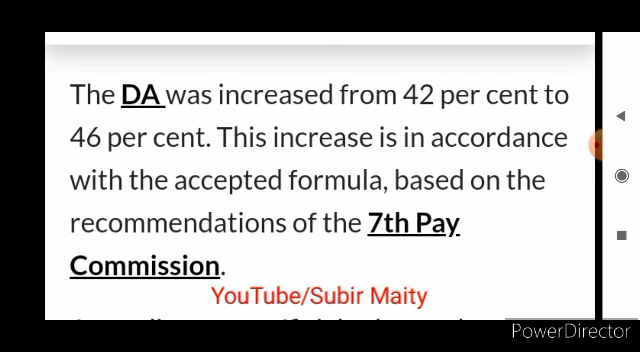 The DA was increased from 42 per cent to
46 per cent. This increase is in accordance
with the accepted formula, based on the
recommendations of the 7th Pay
Commission.
YouTube/Subir Maity
PowerDirector